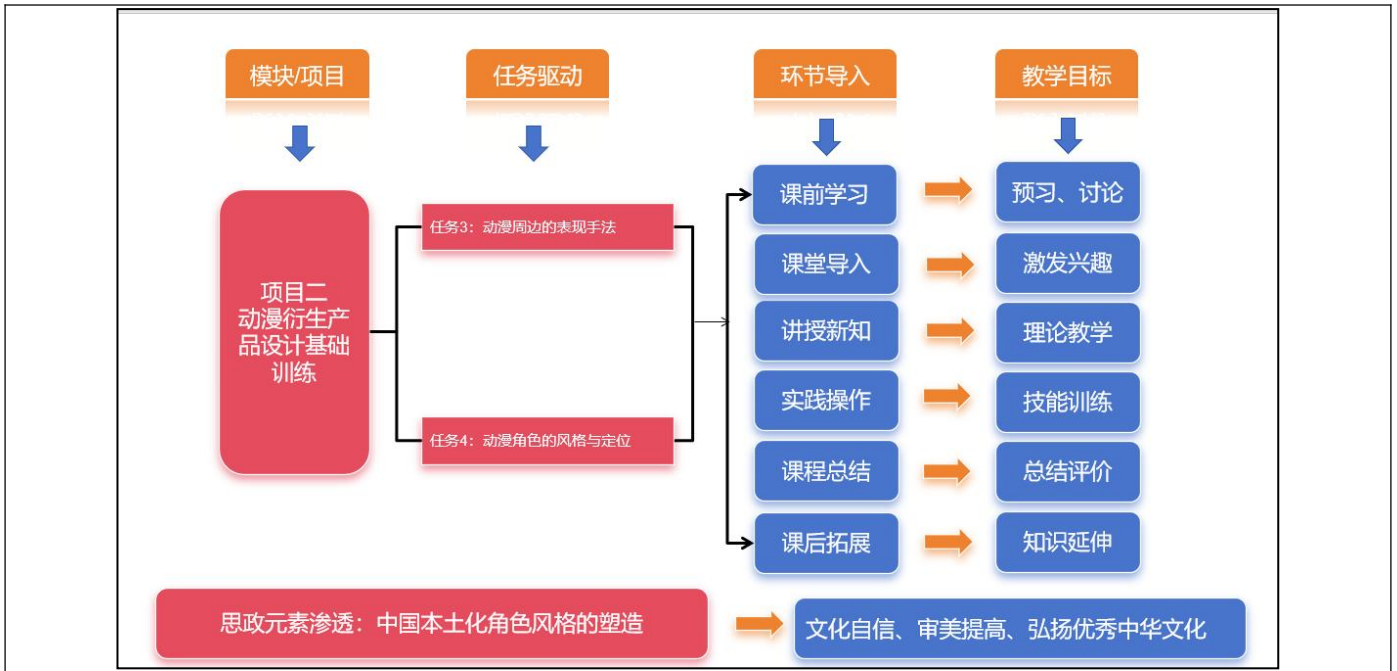 模块/项目
任务驱动
环节导入
教学目标
项目二
动漫衍生产
品设计基础
训练
任务3：动漫周边的表现手法
任务4：动漫角色的风格与定位
课前学习
预习、讨论
课堂导入
激发兴趣
讲授新知
理论教学
实践操作
技能训练
课程总结
总结评价
课后拓展
知识延伸
思政元素渗透：中国本土化角色风格的塑造
文化自信、审美提高、弘扬优秀中华文化